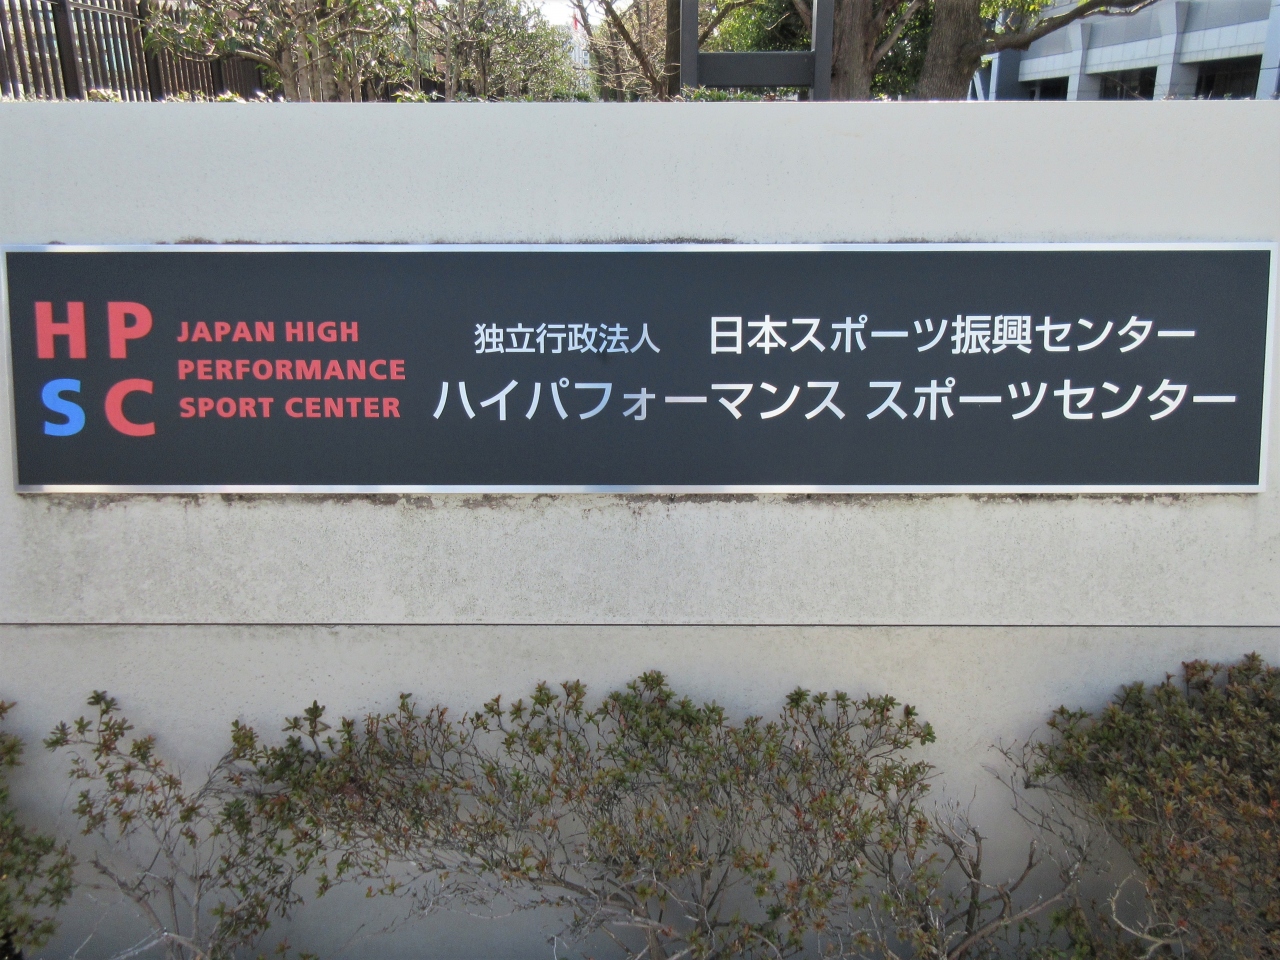 HP
SC
JAPAN HIGH
PERFORMANCE
SPORT CENTER
独立行政法人 日本スポーツ振興センター
ハイパフォーマンス スポーツセンター